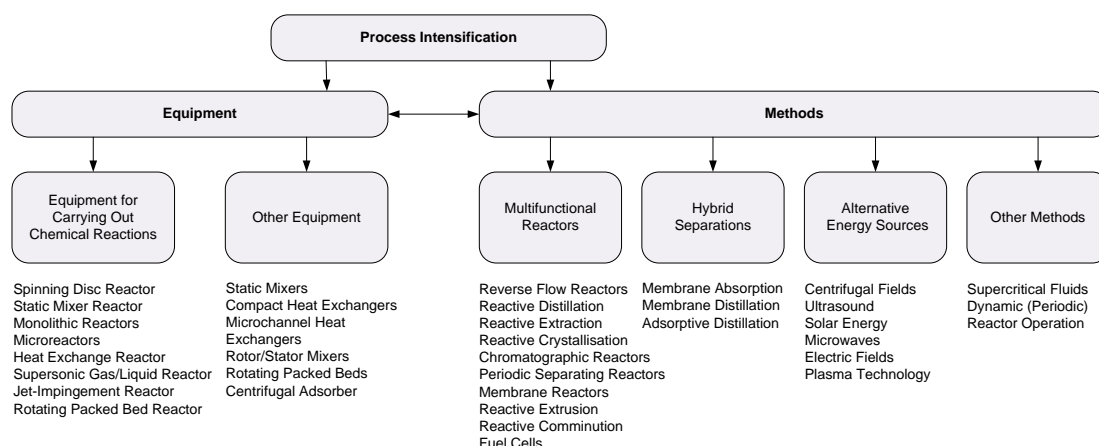 Process Intensification
Equipment
Methods
Equipment for
Carrying Out
Chemical Reactions
Other Equipment
Multifunctional
Reactors
Hybrid
Separations
Alternative
Energy Sources
Other Methods
Spinning Disc Reactor
Static Mixer Reactor
Monolithic Reactors
Microreactors
Heat Exchange Reactor
Supersonic Gas/Liquid Reactor
Jet-Impingement Reactor
Rotating Packed Bed Reactor
Static Mixers
Compact Heat Exchangers
Microchannel Heat
Exchangers
Rotor/Stator Mixers
Rotating Packed Beds
Centrifugal Adsorber
Reverse Flow Reactors
Reactive Distillation
Reactive Extraction
Reactive Crystallisation
Chromatographic Reactors
Periodic Separating Reactors
Membrane Reactors
Reactive Extrusion
Reactive Comminution
Fuel Cells
Membrane Absorption
Membrane Distillation
Adsorptive Distillation
Centrifugal Fields
Ultrasound
Solar Energy
Microwaves
Electric Fields
Plasma Technology
Supercritical Fluids
Dynamic (Periodic)
Reactor Operation